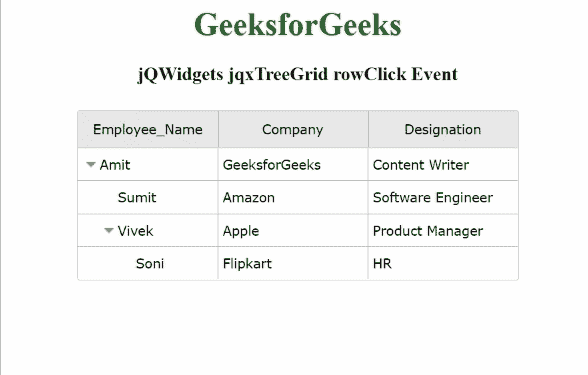 GeeksforGeeks
jQWidgets jqxTreeGrid rowClick Event
Employee_Name Company Designation
Amit GeeksforGeeks Content Writer
Sumit Amazon Software Engineer
Vivek Apple Product Manager
Soni Flipkart HR